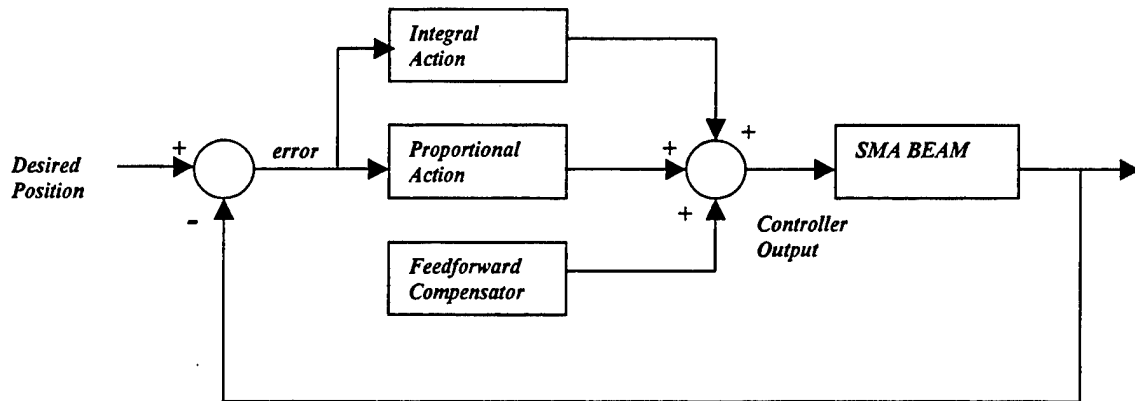 Integral
Action
+
+
error
Desired
Position
-
Proportional
Action
+
+
SMA BEAM
Controller
Output
Feedforward
Compensator